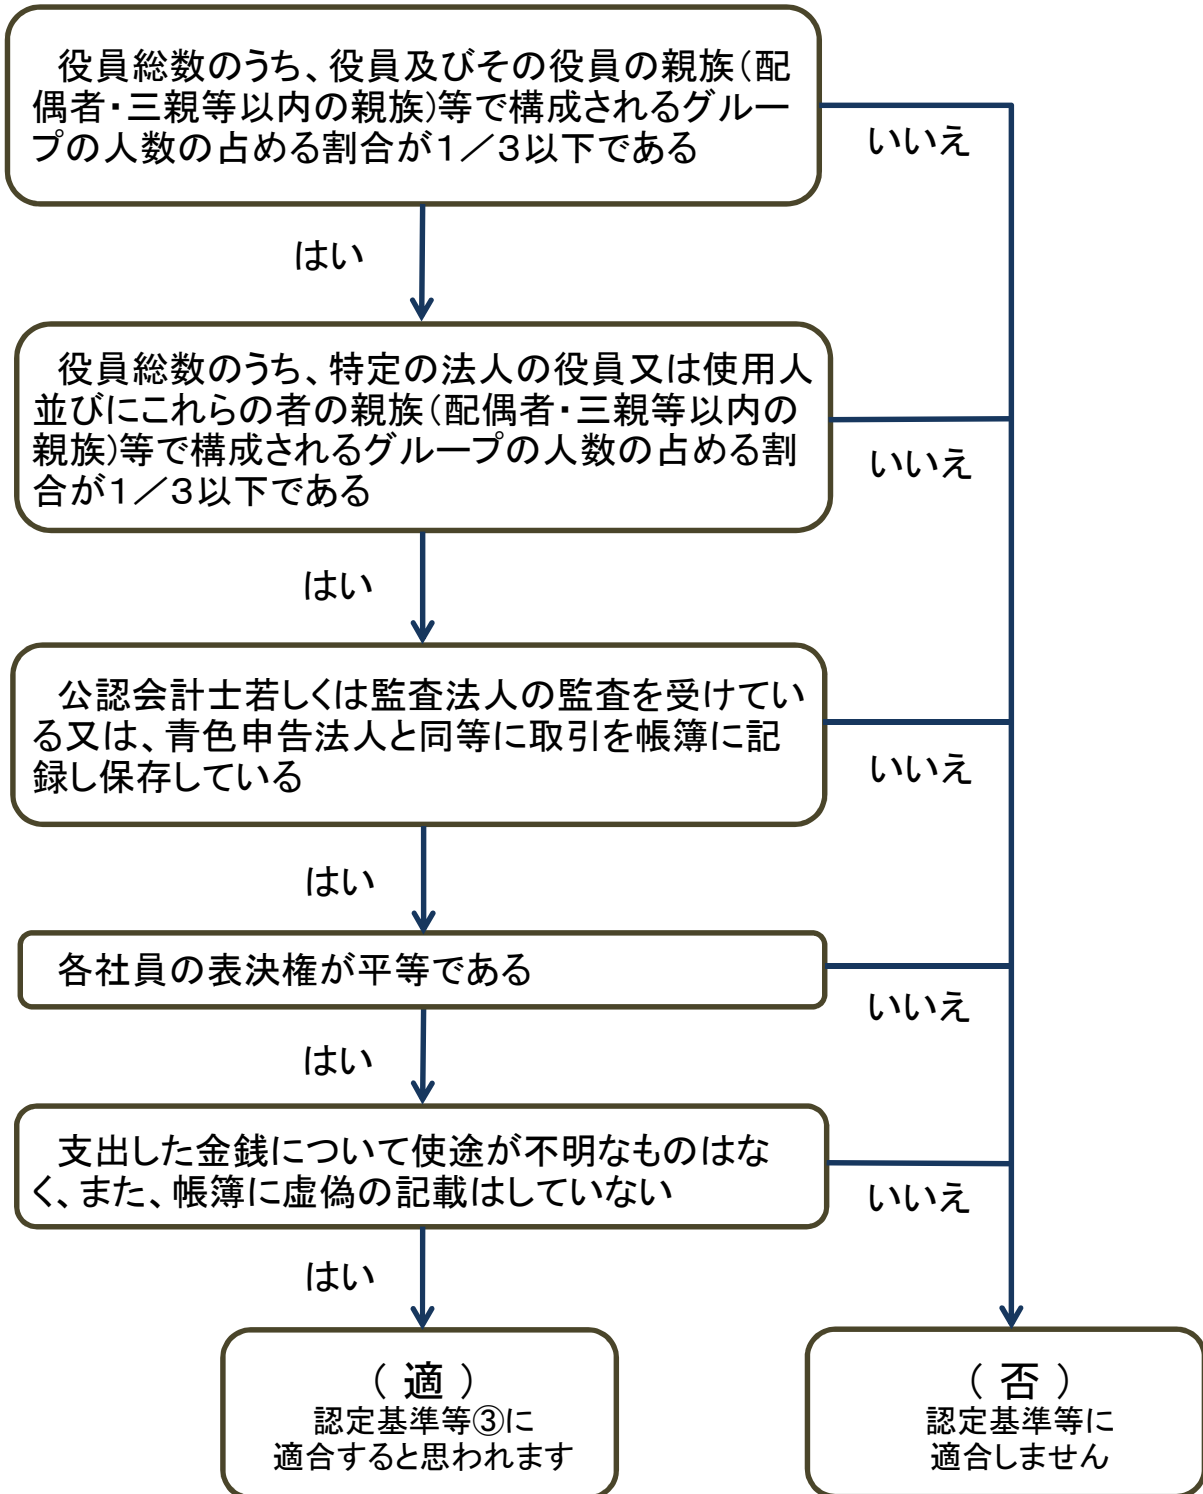 役員総数のうち、役員及びその役員の親族(配
偶者・三親等以内の親族)等で構成されるグルー
プの人数の占める割合が1/3以下である
いいえ
はい
役員総数のうち、特定の法人の役員又は使用人
並びにこれらの者の親族(配偶者・三親等以内の
親族)等で構成されるグループの人数の占める割
合が1/3以下である
いいえ
はい
公認会計士若しくは監査法人の監査を受けてい
る又は、青色申告法人と同等に取引を帳簿に記
録し保存している
いいえ
はい
各社員の表決権が平等である
いいえ
はい
支出した金銭について使途が不明なものはな
く、また、帳簿に虚偽の記載はしていない
いいえ
はい
( 適 )
認定基準等③に
適合すると思われます
( 否 )
認定基準等に
適合しません